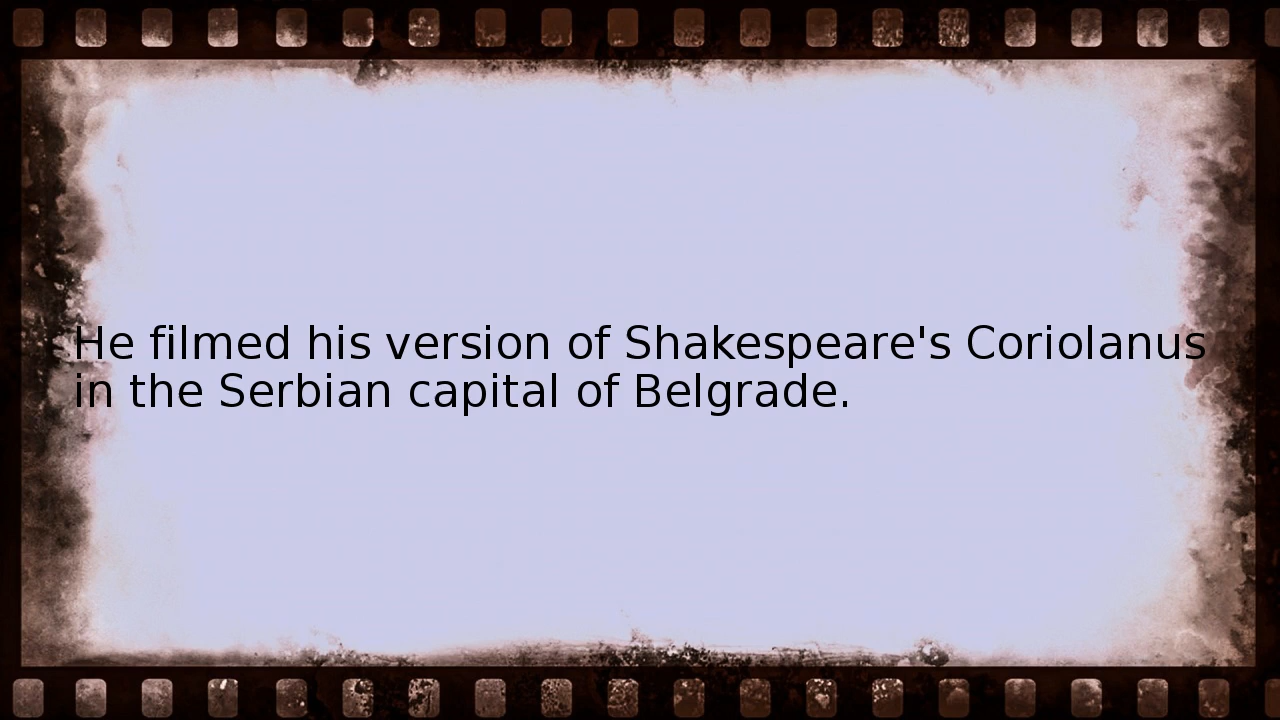 He filmed his version of Shakespeare's Coriolanus
in the Serbian capital of Belgrade.